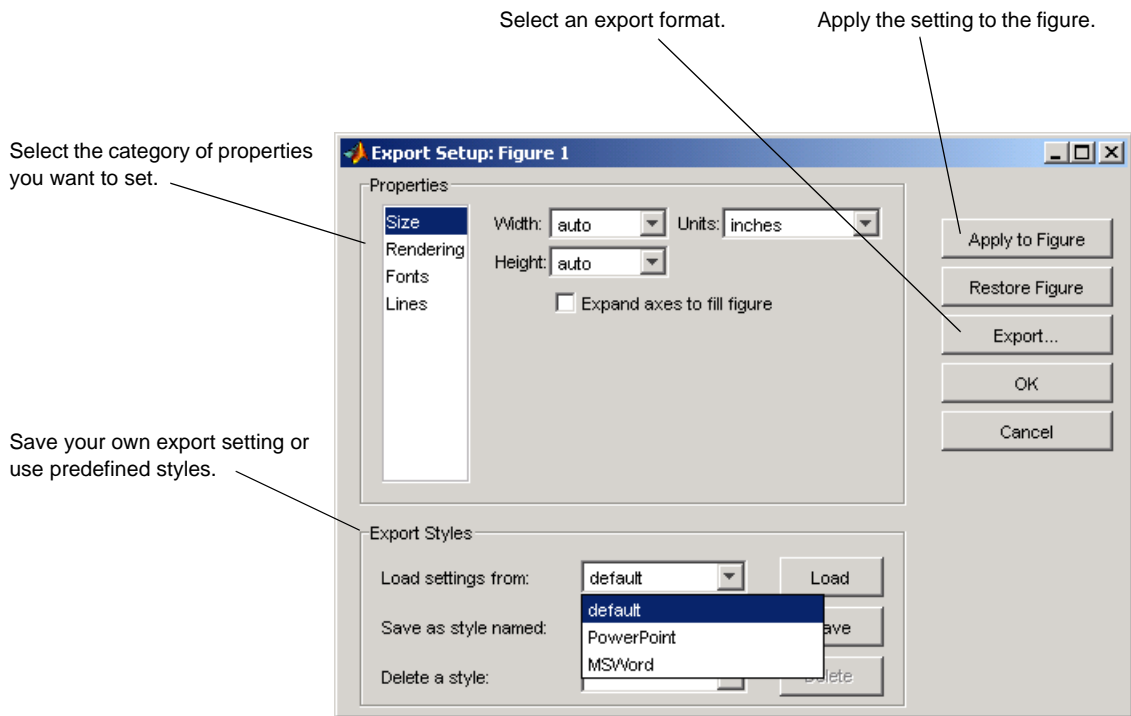 Select an export format.
Apply the setting to the figure.
Select the category of properties
you want to set.
Export Setup: Figure 1
Properties
Size
Rendering
Fonts
Lines
Width: auto
Units: inches
Height: auto
Expand axes to fill figure
Apply to Figure
Restore Figure
Export...
OK
Cancel
Save your own export setting or
use predefined styles.
Export Styles
Load settings from: default Load
default
PowerPoint
MSWord
Save as style named: ave
Delete a style: Delete